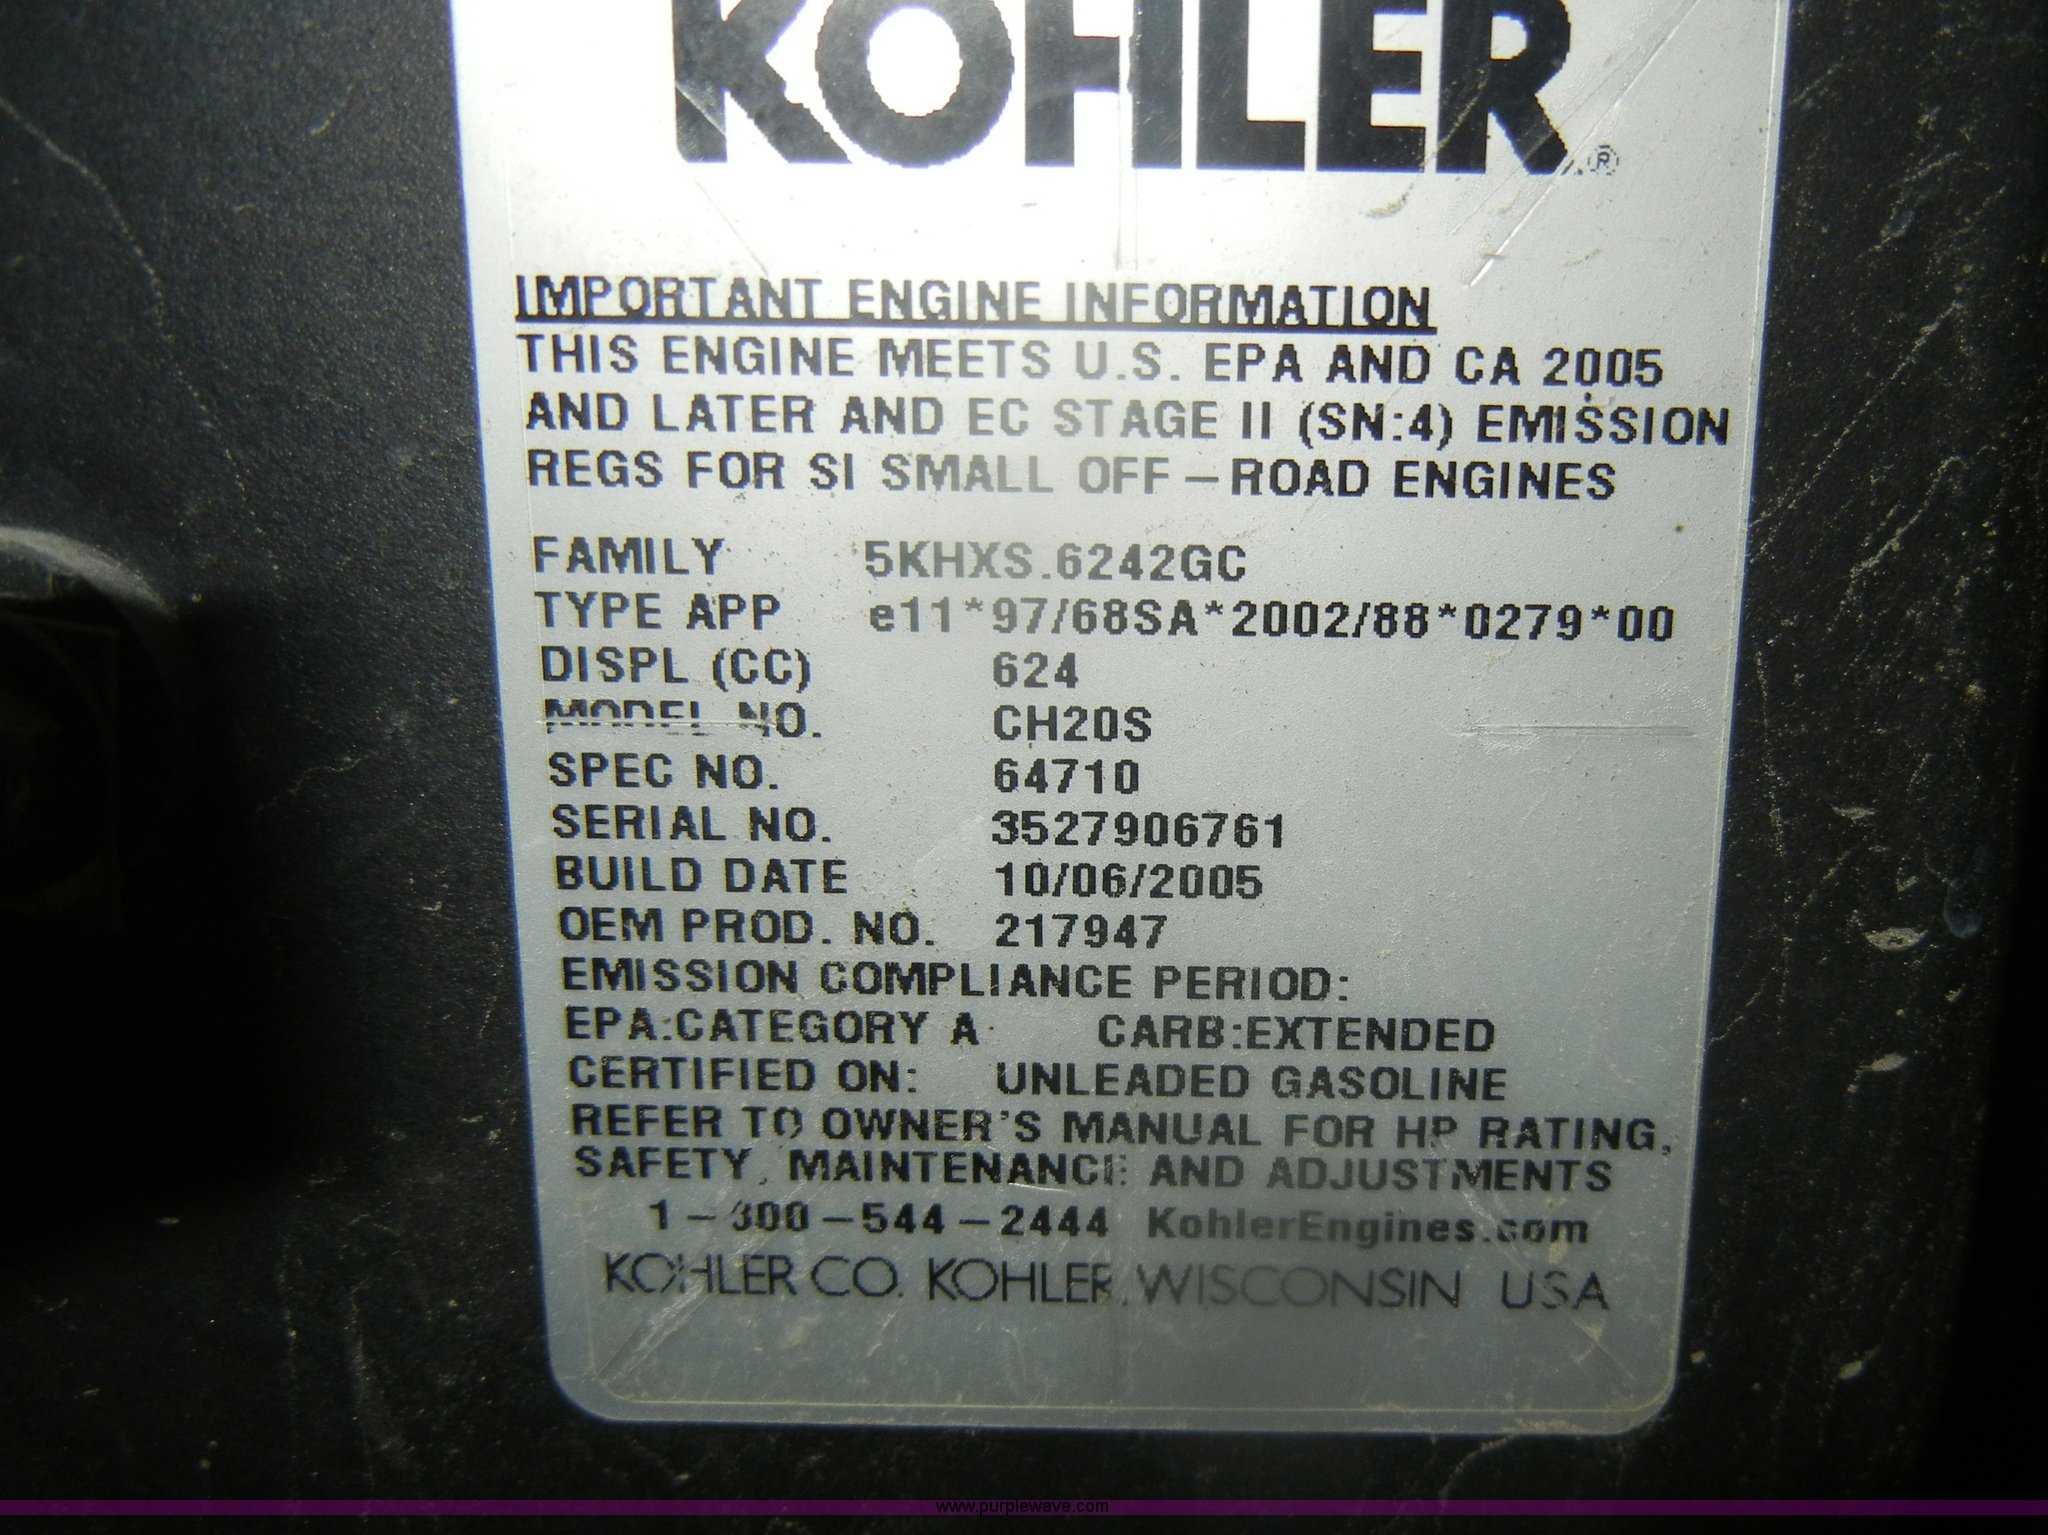 KOHLER®
IMPORTANT ENGINE INFORMATION
THIS ENGINE MEETS U.S. EPA AND CA 2005
AND LATER AND EC STAGE II (SN:4) EMISSION
REGS FOR SI SMALL OFF-ROAD ENGINES
FAMILY 5KHXS.6242GC
TYPE APP e11*97/68SA*2002/88*0279*00
DISPL (CC) 624
MODEL NO. CH20S
SPEC NO. 64710
SERIAL NO. 3527906761
BUILD DATE 10/06/2005
OEM PROD. NO. 217947
EMISSION COMPLIANCE PERIOD:
EPA:CATEGORY A CARB:EXTENDED
CERTIFIED ON: UNLEADED GASOLINE
REFER TO OWNER'S MANUAL FOR HP RATING,
SAFETY, MAINTENANCE AND ADJUSTMENTS
1-800-544-2444 KohlerEngines.com
KOHLER CO. KOHLER, WISCONSIN USA
www.purplewave.com